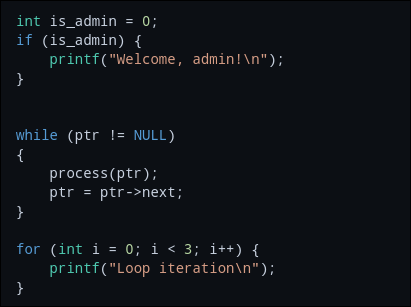 int is_admin = 0;
if (is_admin) {
    printf("Welcome, admin!\n");
}


while (ptr != NULL)
{
    process(ptr);
    ptr = ptr->next;
}

for (int i = 0; i < 3; i++) {
    printf("Loop iteration\n");
}